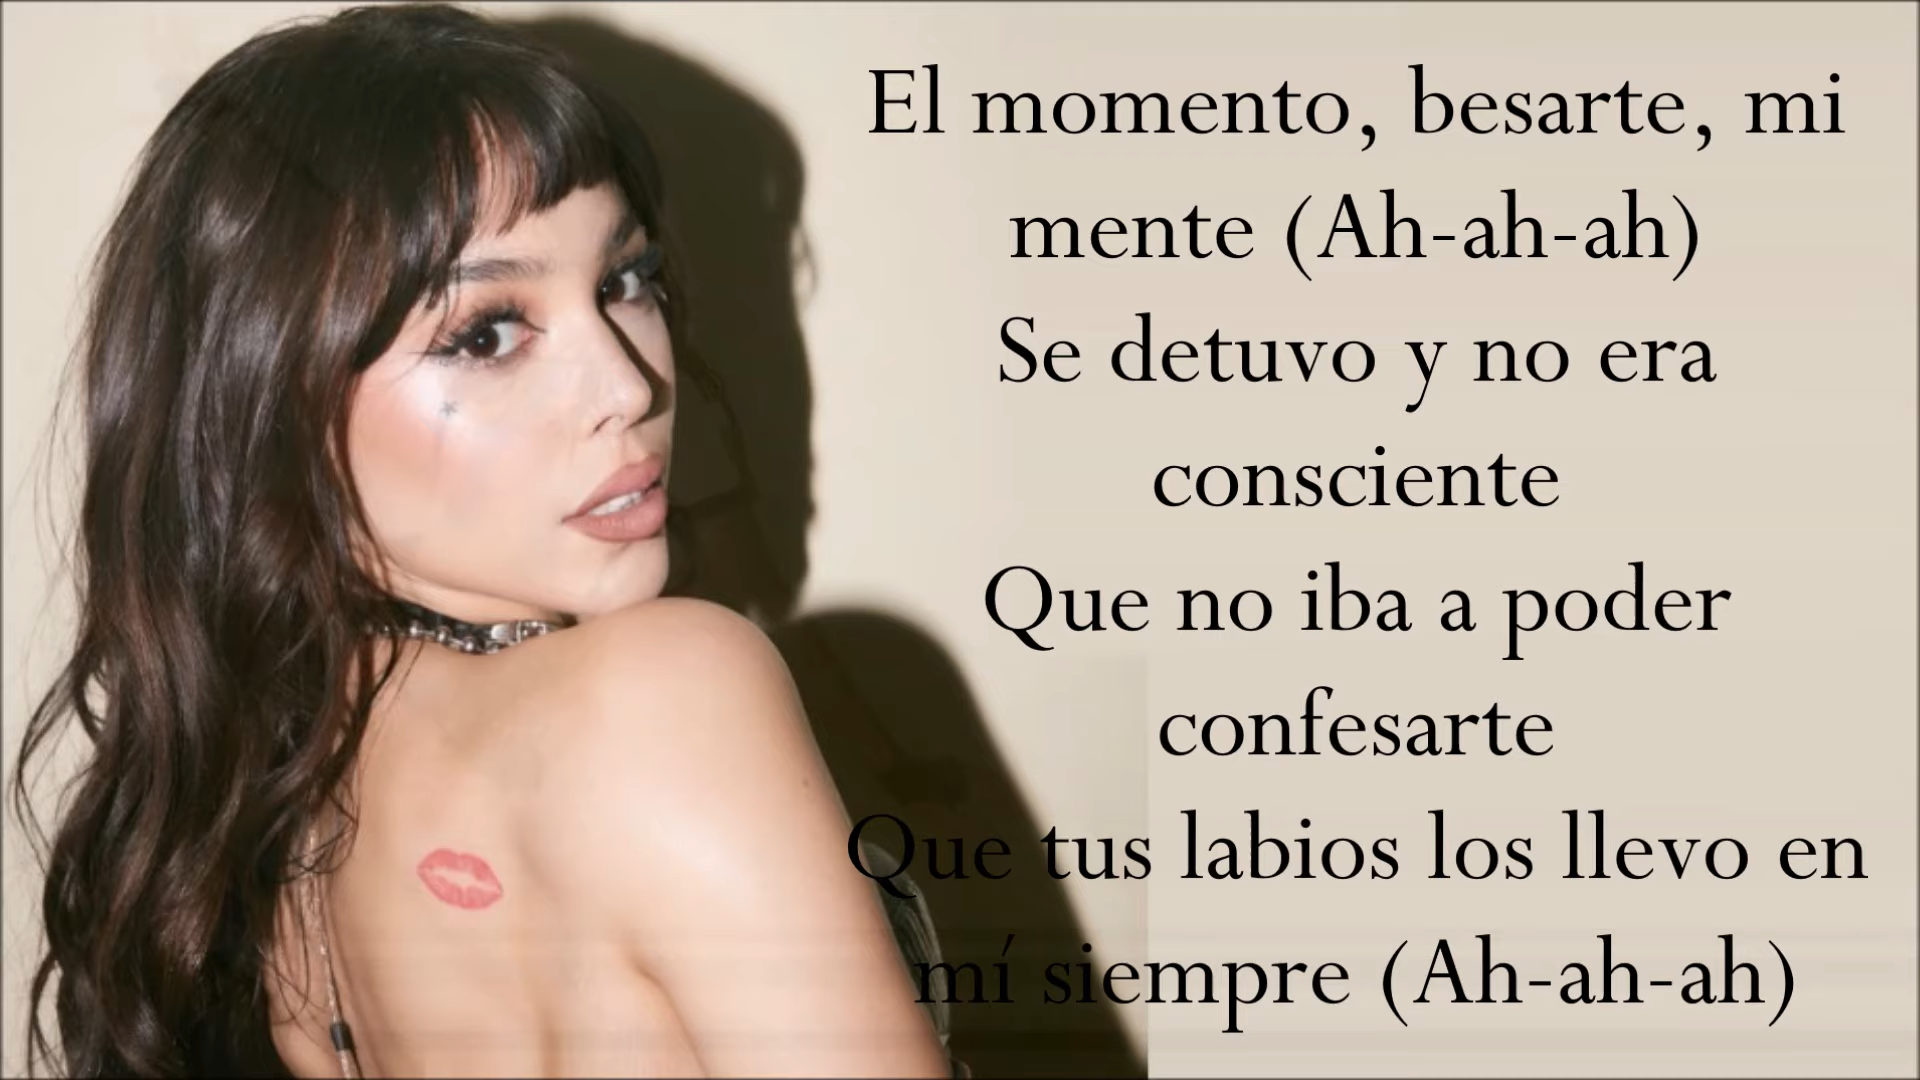 El momento, besarte, mi
mente (Ah-ah-ah)
Se detuvo y no era
consciente
Que no iba a poder
confesarte
Que tus labios los llevo en
mí siempre (Ah-ah-ah)